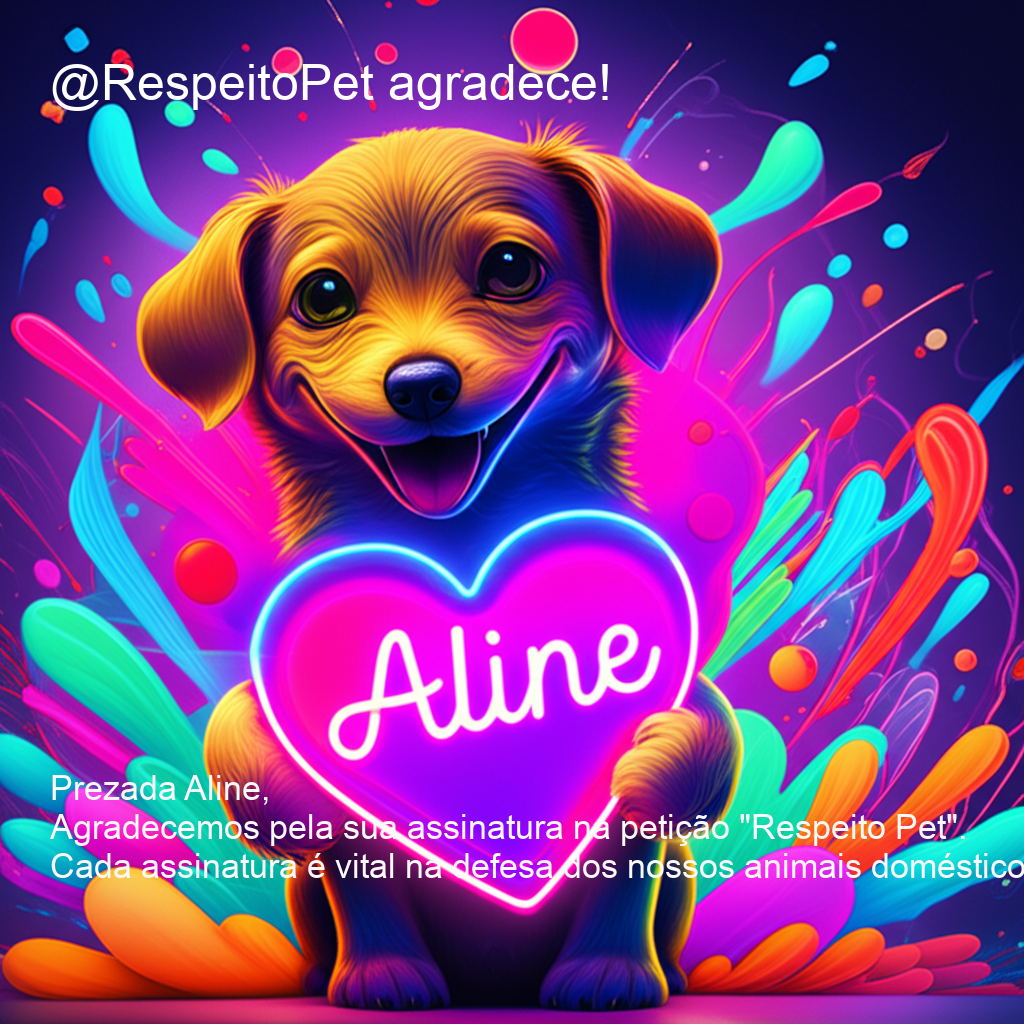 @RespeitoPet agradece!
Aline
Prezada Aline,
Agradecemos pela sua assinatura na petição "Respeito Pet".
Cada assinatura é vital na defesa dos nossos animais doméstico